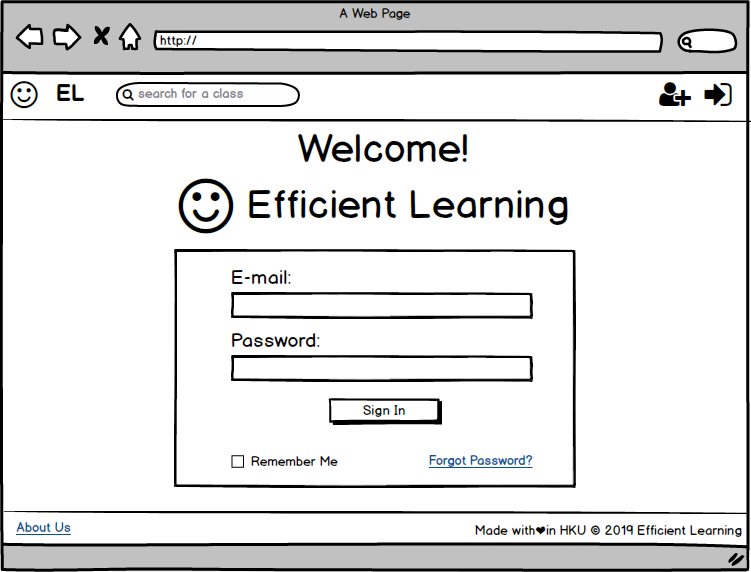 A Web Page
http://
EL
search for a class
Welcome!
Efficient Learning
E-mail:
Password:
Sign In
Remember Me
Forgot Password?
About Us
Made with❤in HKU © 2019 Efficient Learning